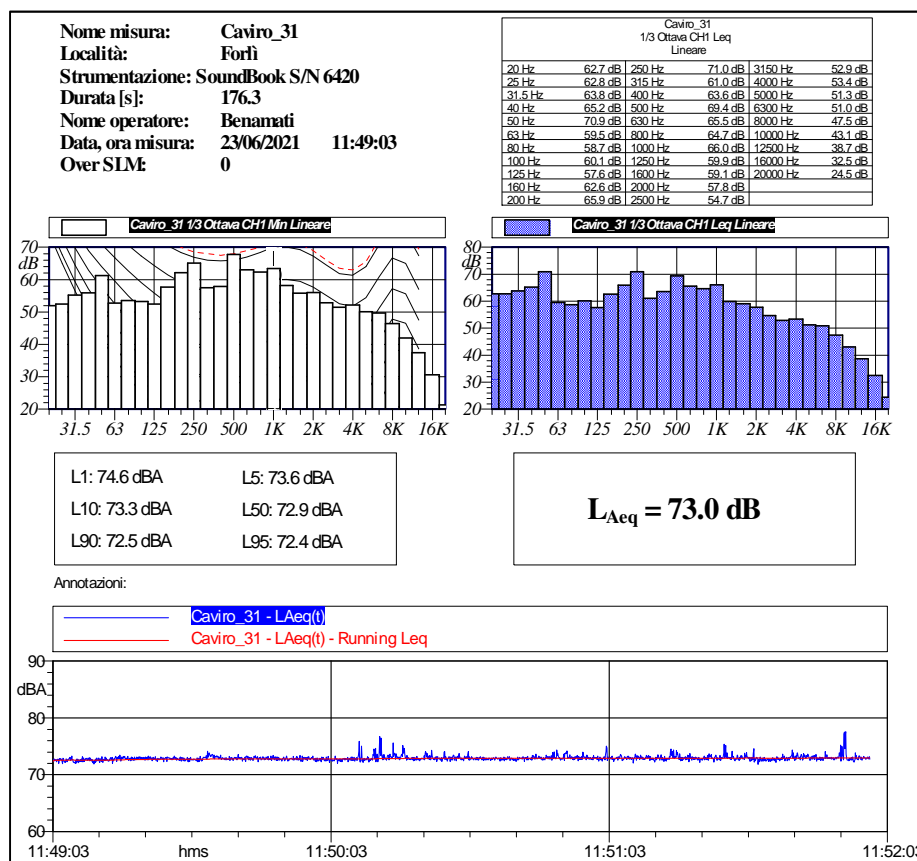 Nome misura: Caviro_31
Località: Forlì
Strumentazione: SoundBook S/N 6420
Durata [s]: 176.3
Nome operatore: Benamati
Data, ora misura: 23/06/2021 11:49:03
Over SLM: 0
Caviro_31
1/3 Ottava CH1 Leq
Lineare
20 Hz 62.7 dB 250 Hz 71.0 dB 3150 Hz 52.9 dB
25 Hz 62.8 dB 315 Hz 61.0 dB 4000 Hz 53.4 dB
31.5 Hz 63.8 dB 400 Hz 63.6 dB 5000 Hz 51.3 dB
40 Hz 65.2 dB 500 Hz 69.4 dB 6300 Hz 51.0 dB
50 Hz 70.9 dB 630 Hz 65.5 dB 8000 Hz 47.5 dB
63 Hz 59.5 dB 800 Hz 64.7 dB 10000 Hz 43.1 dB
80 Hz 58.7 dB 1000 Hz 66.0 dB 12500 Hz 38.7 dB
100 Hz 60.1 dB 1250 Hz 59.9 dB 16000 Hz 32.5 dB
125 Hz 57.6 dB 1600 Hz 59.1 dB 20000 Hz 24.5 dB
160 Hz 62.6 dB 2000 Hz 57.8 dB
200 Hz 65.9 dB 2500 Hz 54.7 dB
Caviro_31 1/3 Ottava CH1 Min Lineare
70
dB
60
50
40
30
20
31.5 63 125 250 500 1K 2K 4K 8K 16K
Caviro_31 1/3 Ottava CH1 Leq Lineare
80
dB
70
60
50
40
30
20
31.5 63 125 250 500 1K 2K 4K 8K 16K
L1: 74.6 dBA L5: 73.6 dBA
L10: 73.3 dBA L50: 72.9 dBA
L90: 72.5 dBA L95: 72.4 dBA
LAeq = 73.0 dB
Annotazioni:
Caviro_31 - LAeq(t)
Caviro_31 - LAeq(t) - Running Leq
90
dBA
80
70
60
11:49:03 hms 11:50:03 11:51:03 11:52:03